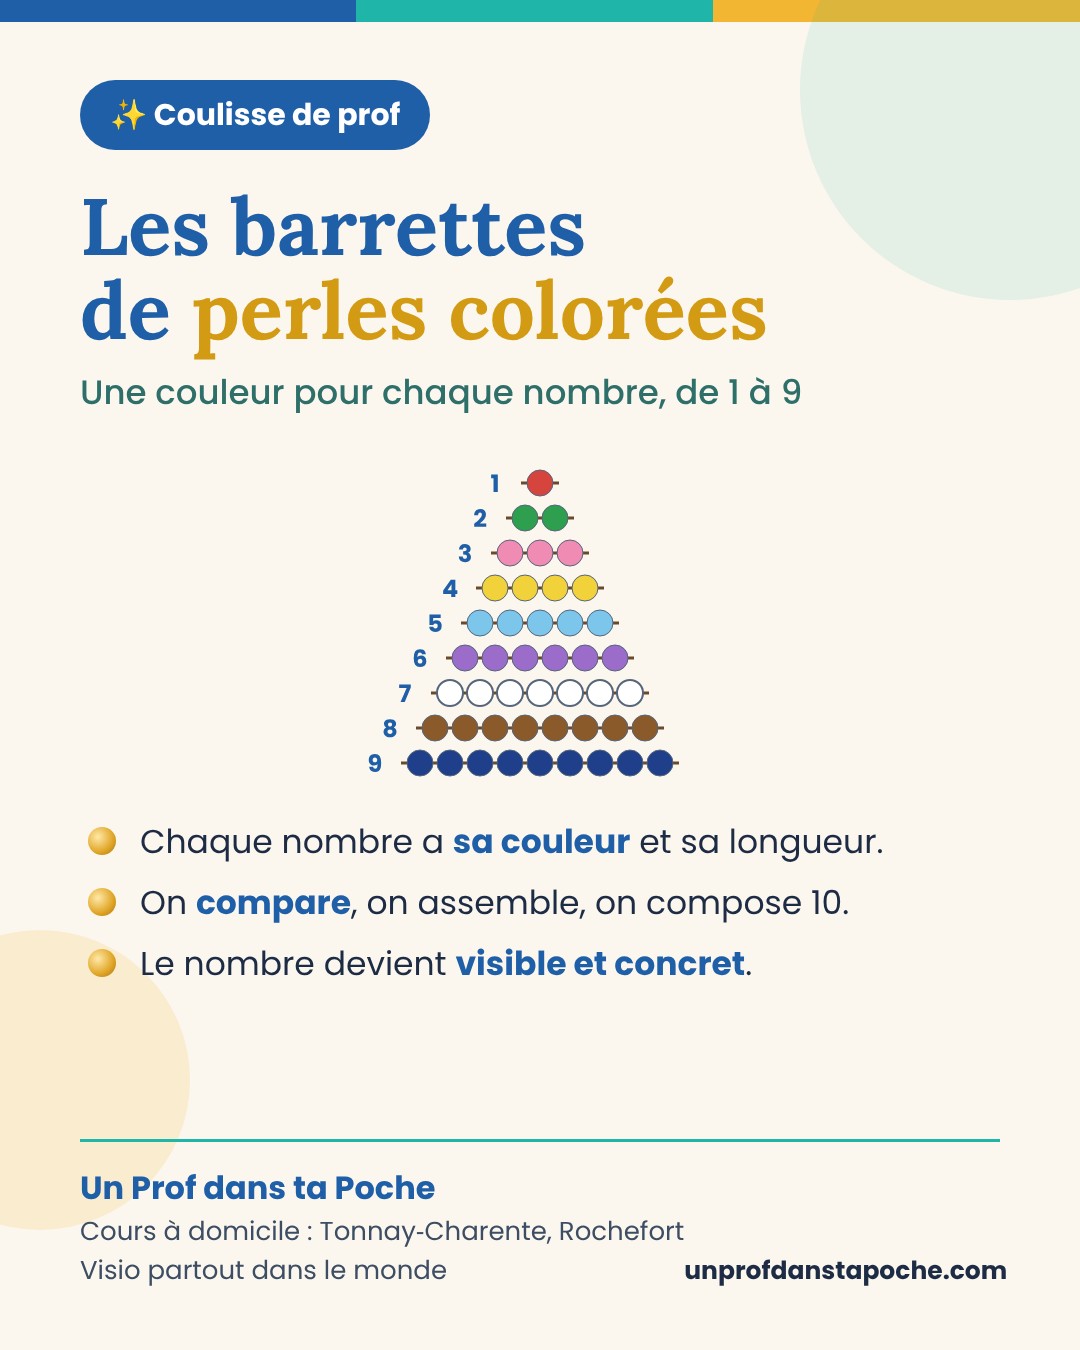 ✨ Coulisse de prof
Les barrettes
de perles colorées
Une couleur pour chaque nombre, de 1 à 9
1
2
3
4
5
6
7
8
9
Chaque nombre a sa couleur et sa longueur.
On compare, on assemble, on compose 10.
Le nombre devient visible et concret.
Un Prof dans ta Poche
Cours à domicile : Tonnay-Charente, Rochefort
Visio partout dans le monde
unprofdanstapoche.com